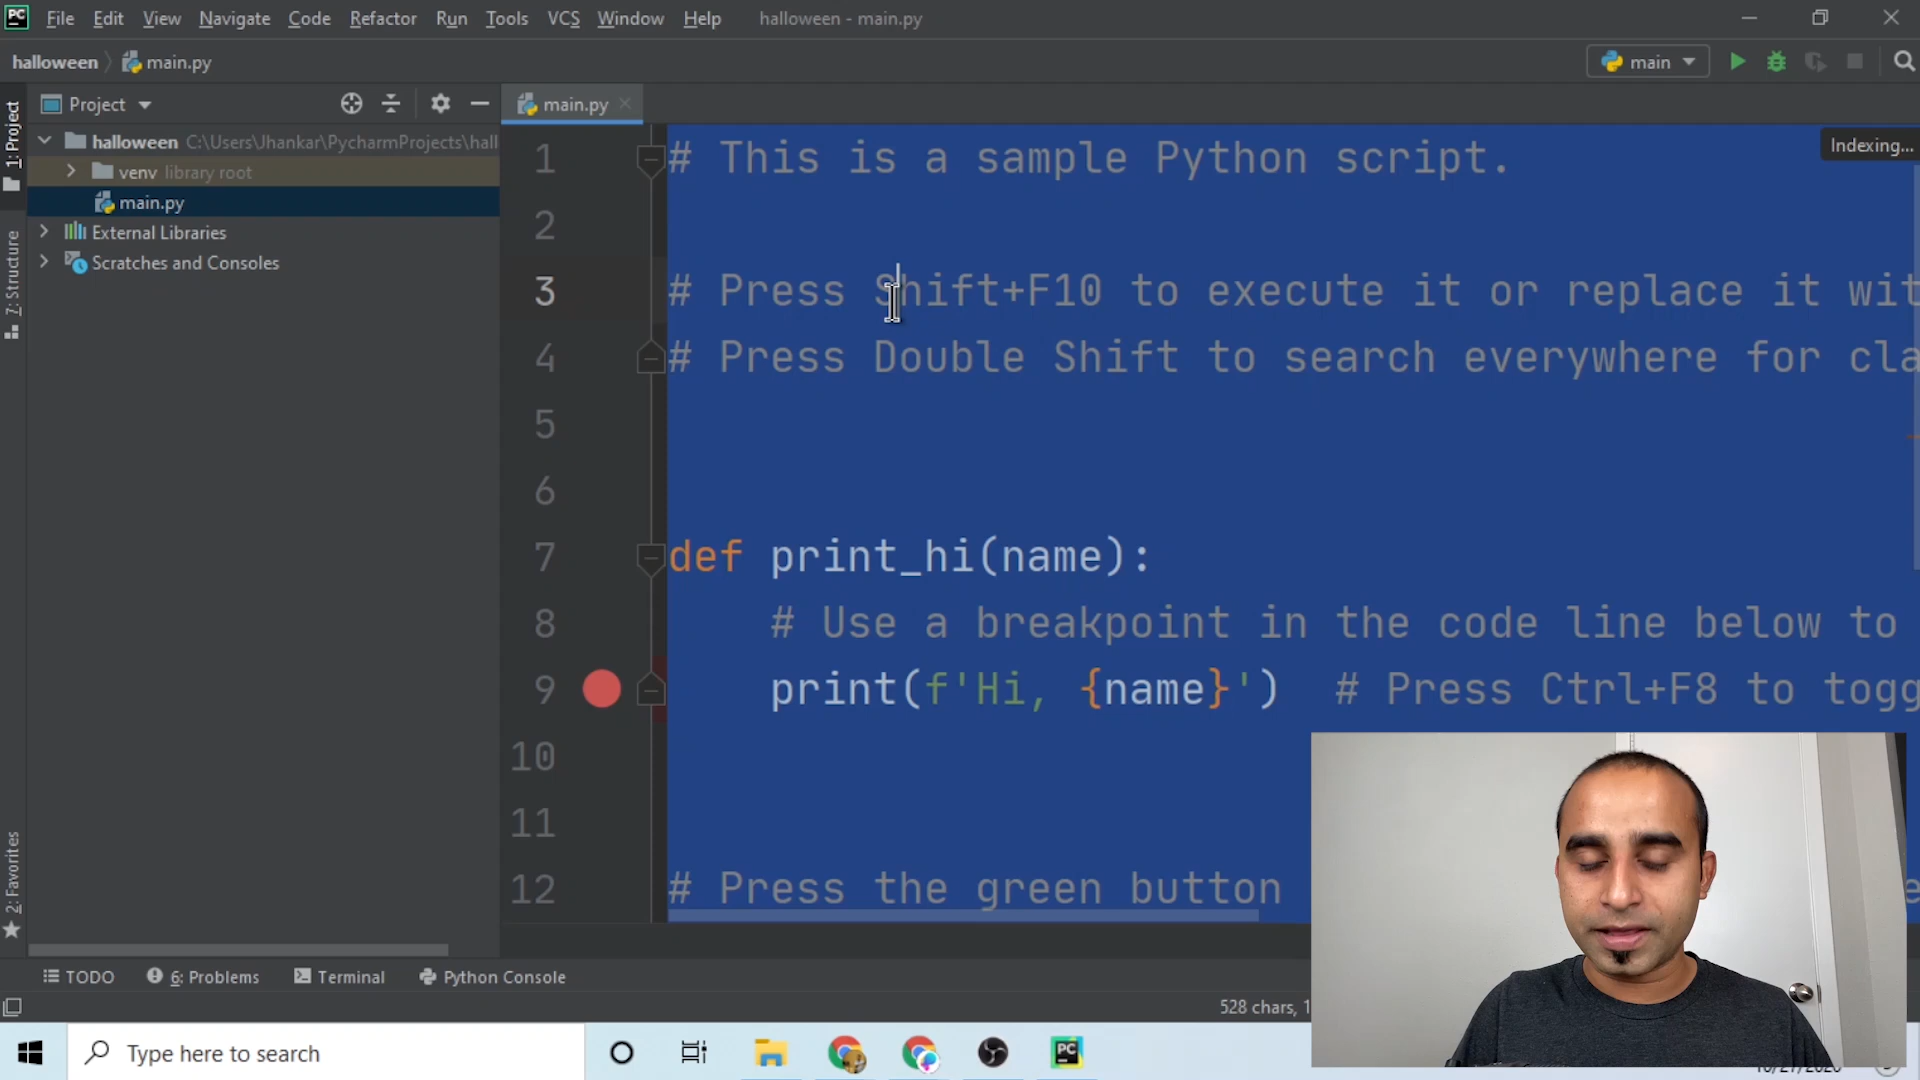 PC File Edit View Navigate Code Refactor Run Tools VCS Window Help halloween - main.py
halloween main.py main
Project main.py
1: Project
halloween C:\Users\Jhankar\PycharmProjects\hall
venv library root
main.py
External Libraries
Scratches and Consoles
7: Structure
2: Favorites
Indexing...
1 # This is a sample Python script.
2
3 # Press Shift+F10 to execute it or replace it wit
4 # Press Double Shift to search everywhere for cla
5
6
7 def print_hi(name):
8 # Use a breakpoint in the code line below to
9 print(f'Hi, {name}') # Press Ctrl+F8 to togg
10
11
12 # Press the green button
TODO 6: Problems Terminal Python Console
528 chars, 1
Type here to search
PC